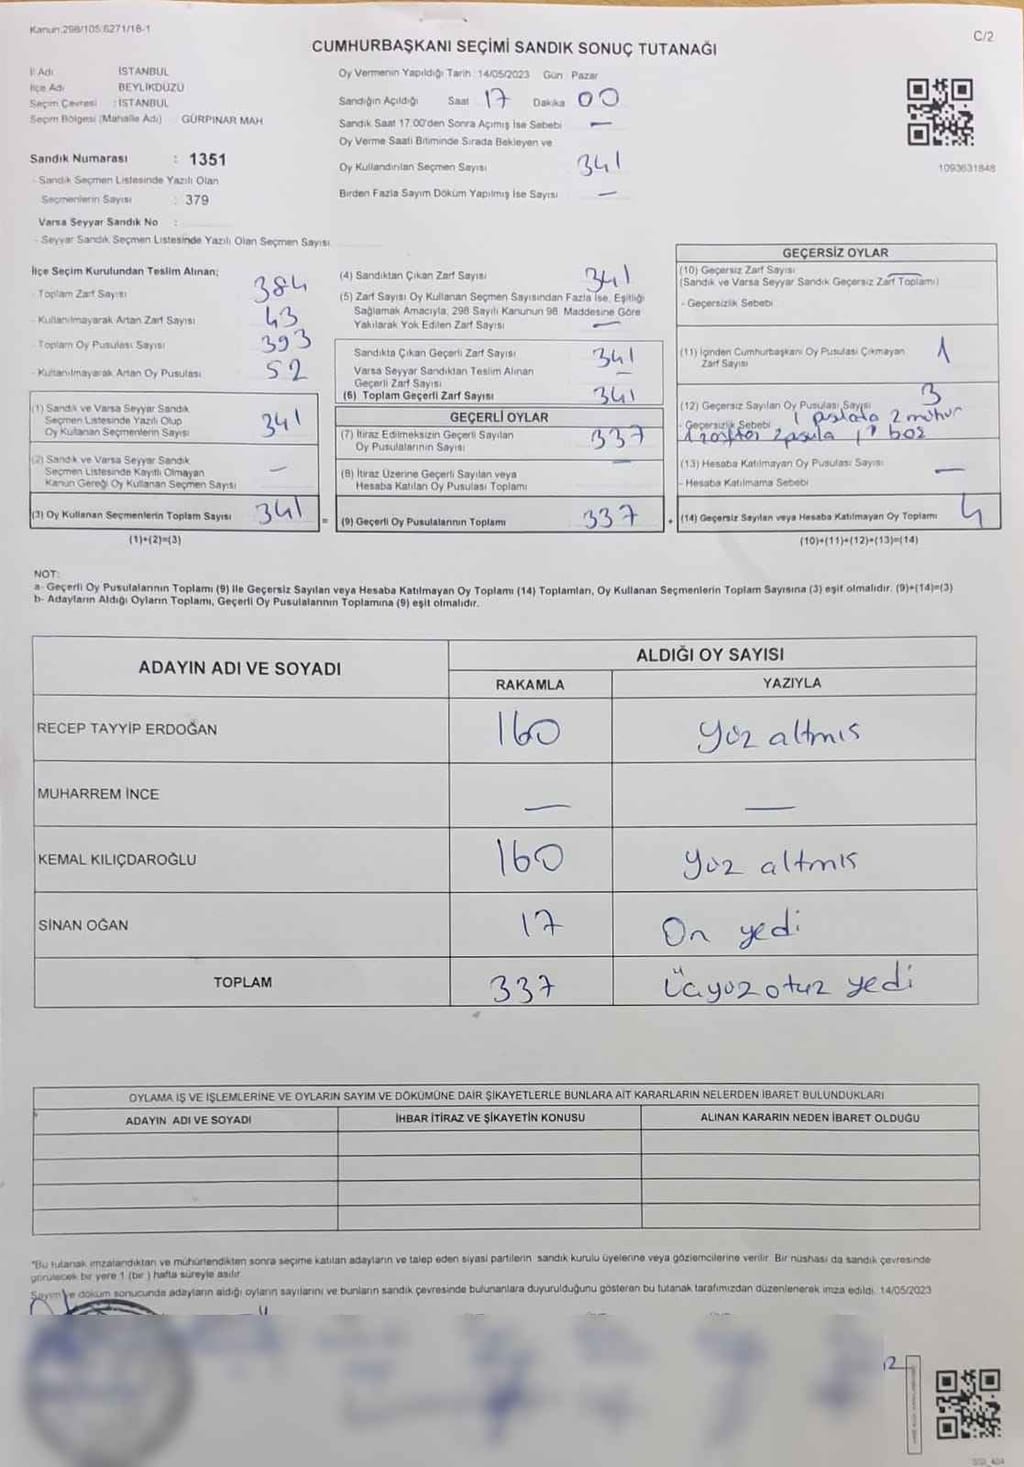 Kanun:298/105:6271/18-1
C/2
CUMHURBAŞKANI SEÇİMİ SANDIK SONUÇ TUTANAĞI
İl Adı İSTANBUL
İlçe Adı BEYLİKDÜZÜ
Seçim Çevresi : İSTANBUL
Seçim Bölgesi (Mahalle Adı) GÜRPINAR MAH
Sandık Numarası : 1351
- Sandık Seçmen Listesinde Yazılı Olan
Seçmenlerin Sayısı : 379
Varsa Seyyar Sandık No :
- Seyyar Sandık Seçmen Listesinde Yazılı Olan Seçmen Sayısı
Oy Vermenin Yapıldığı Tarih :14/05/2023 Gün : Pazar
Sandığın Açıldığı Saat 17 Dakika 00
Sandık Saat 17.00'den Sonra Açımış İse Sebebi —
Oy Verme Saati Bitiminde Sırada Bekleyen ve
Oy Kullandırılan Seçmen Sayısı 341
Birden Fazla Sayım Döküm Yapılmış İse Sayısı —
1093631848
İlçe Seçim Kurulundan Teslim Alınan;
- Toplam Zarf Sayısı 384
- Kullanılmayarak Artan Zarf Sayısı 43
- Toplam Oy Pusulası Sayısı 393
- Kullanılmayarak Artan Oy Pusulası 52
(1) Sandık ve Varsa Seyyar Sandık
Seçmen Listesinde Yazılı Olup
Oy Kullanan Seçmenlerin Sayısı 341
(2) Sandık ve Varsa Seyyar Sandık
Seçmen Listesinde Kayıtlı Olmayan
Kanun Gereği Oy Kullanan Seçmen Sayısı —
(3) Oy Kullanan Seçmenlerin Toplam Sayısı 341
(1)+(2)=(3)
=
(4) Sandıktan Çıkan Zarf Sayısı 341
(5) Zarf Sayısı Oy Kullanan Seçmen Sayısından Fazla İse, Eşitliği
Sağlamak Amacıyla, 298 Sayılı Kanunun 98. Maddesine Göre
Yakılarak Yok Edilen Zarf Sayısı —
Sandıkta Çıkan Geçerli Zarf Sayısı 341
Varsa Seyyar Sandıktan Teslim Alınan
Geçerli Zarf Sayısı —
(6) Toplam Geçerli Zarf Sayısı 341
GEÇERLİ OYLAR
(7) İtiraz Edilmeksizin Geçerli Sayılan
Oy Pusulalarının Sayısı 337
(8) İtiraz Üzerine Geçerli Sayılan veya
Hesaba Katılan Oy Pusulası Toplamı —
(9) Geçerli Oy Pusulalarının Toplamı 337
+
GEÇERSİZ OYLAR
(10) Geçersiz Zarf Sayısı —
(Sandık ve Varsa Seyyar Sandık Geçersiz Zarf Toplamı)
- Geçersizlik Sebebi
(11) İçinden Cumhurbaşkanı Oy Pusulası Çıkmayan
Zarf Sayısı 1
(12) Geçersiz Sayılan Oy Pusulası Sayısı 3
- Geçersizlik Sebebi 1 2 mühür
2 pusula 1 boş
(13) Hesaba Katılmayan Oy Pusulası Sayısı —
- Hesaba Katılmama Sebebi
(14) Geçersiz Sayılan veya Hesaba Katılmayan Oy Toplamı 4
(10)+(11)+(12)+(13)=(14)
NOT:
a- Geçerli Oy Pusulalarının Toplamı (9) İle Geçersiz Sayılan veya Hesaba Katılmayan Oy Toplamı (14) Toplamları, Oy Kullanan Seçmenlerin Toplam Sayısına (3) eşit olmalıdır. (9)+(14)=(3)
b- Adayların Aldığı Oyların Toplamı, Geçerli Oy Pusulalarının Toplamına (9) eşit olmalıdır.
ADAYIN ADI VE SOYADI
ALDIĞI OY SAYISI
RAKAMLA YAZIYLA
RECEP TAYYİP ERDOĞAN 160 Yüz altmıs
MUHARREM İNCE — —
KEMAL KILIÇDAROĞLU 160 Yüz altmıs
SİNAN OĞAN 17 On yedi
TOPLAM 337 Üçyüz otuz yedi
OYLAMA İŞ VE İŞLEMLERİNE VE OYLARIN SAYIM VE DÖKÜMÜNE DAİR ŞİKAYETLERLE BUNLARA AİT KARARLARIN NELERDEN İBARET BULUNDUKLARI
ADAYIN ADI VE SOYADI İHBAR İTİRAZ VE ŞİKAYETİN KONUSU ALINAN KARARIN NEDEN İBARET OLDUĞU
*Bu tutanak imzalandıktan ve mühürlendikten sonra seçime katılan adayların ve talep eden siyasi partilerin sandık kurulu üyelerine veya gözlemcilerine verilir. Bir nüshası da sandık çevresinde
görülecek bir yere 1 (bir ) hafta süreyle asılır.
Sayım ve döküm sonucunda adayların aldığı oyların sayılarını ve bunların sandık çevresinde bulunanlara duyurulduğunu gösteren bu tutanak tarafımızdan düzenlenerek imza edildi. 14/05/2023
12